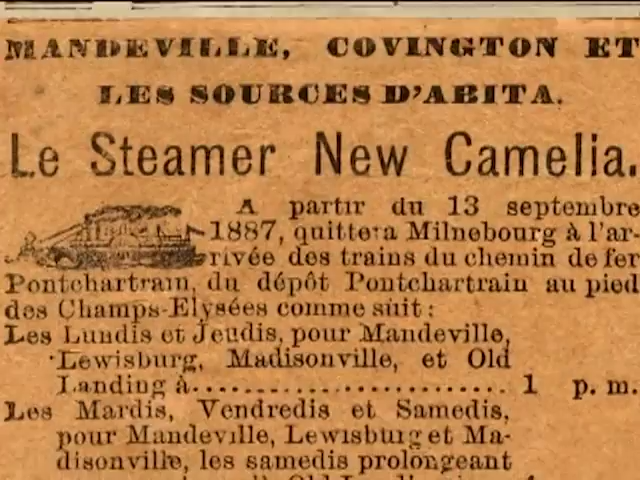 MANDEVILLE, COVINGTON ET
LES SOURCES D'ABITA.
Le Steamer New Camelia.
A partir du 13 septembre
1887, quittera Milnebourg à l'ar-
rivée des trains du chemin de fer
Pontchartrain, du dépôt Pontchartrain au pied
des Champs-Elysées comme suit:
Les Lundis et Jeudis, pour Mandeville,
Lewisburg, Madisonville, et Old
Landing à........................ 1 p. m.
Les Mardis, Vendredis et Samedis,
pour Mandeville, Lewisburg et Ma-
disonville, les samedis prolongeant